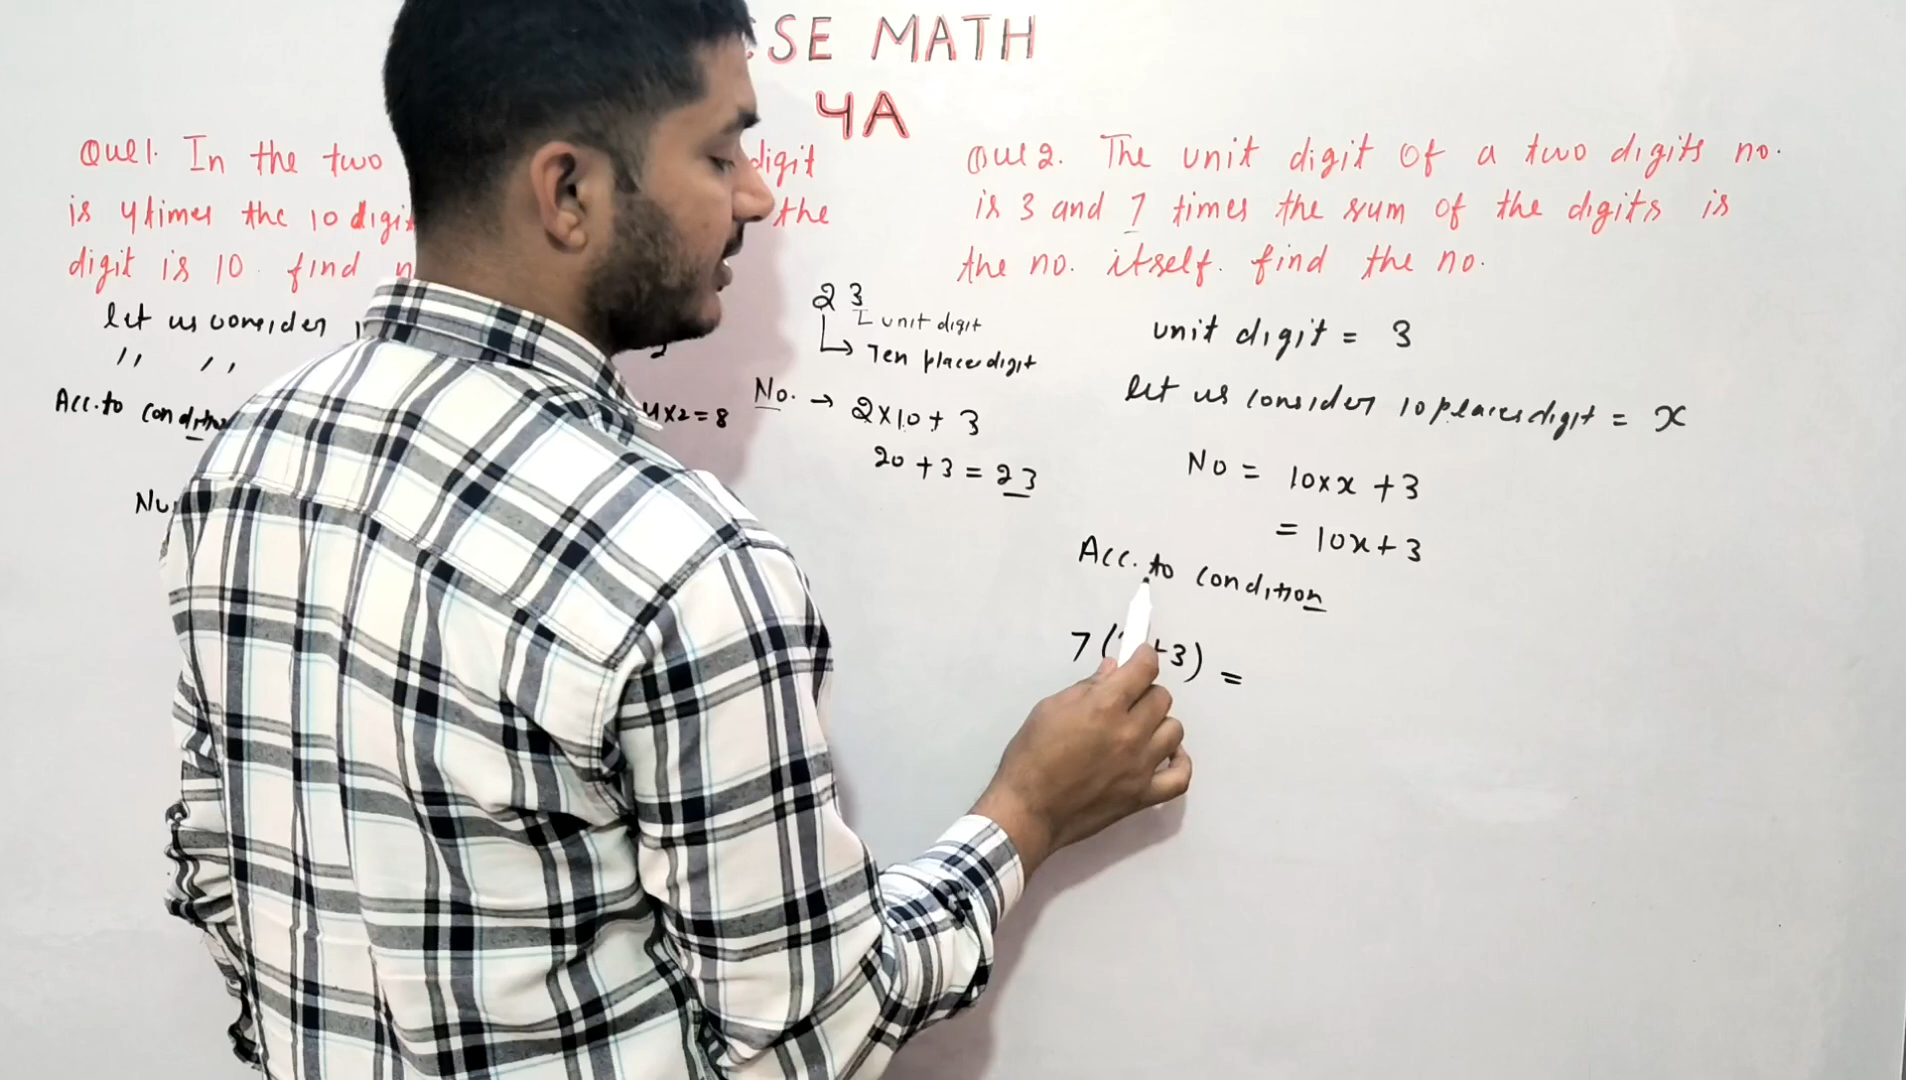 SE MATH
4A
Que1. In the two digit
is 4 times the 10 digit the
digit is 10. find
let us consider
" "
Acc. to condition
4x2=8
2 3
unit digit
Ten place digit
No. → 2x10+ 3
20 +3 = 23
Que 2. The unit digit of a two digits no.
is 3 and 7 times the sum of the digits is
the no. itself. find the no.
unit digit = 3
let us consider 10 places digit = x
No = 10xx +3
= 10x+3
Acc. to condition
7( +3) =